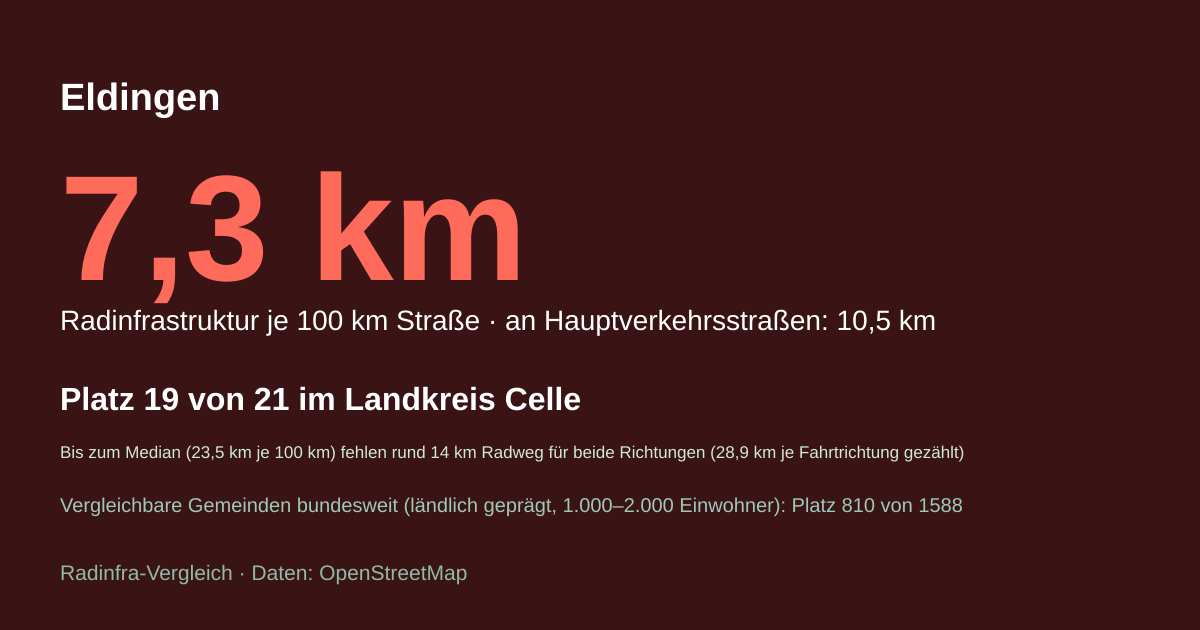 Eldingen
7,3 km
Radinfrastruktur je 100 km Straße · an Hauptverkehrsstraßen: 10,5 km
Platz 19 von 21 im Landkreis Celle
Bis zum Median (23,5 km je 100 km) fehlen rund 14 km Radweg für beide Richtungen (28,9 km je Fahrtrichtung gezählt)
Vergleichbare Gemeinden bundesweit (ländlich geprägt, 1.000–2.000 Einwohner): Platz 810 von 1588
Radinfra-Vergleich · Daten: OpenStreetMap